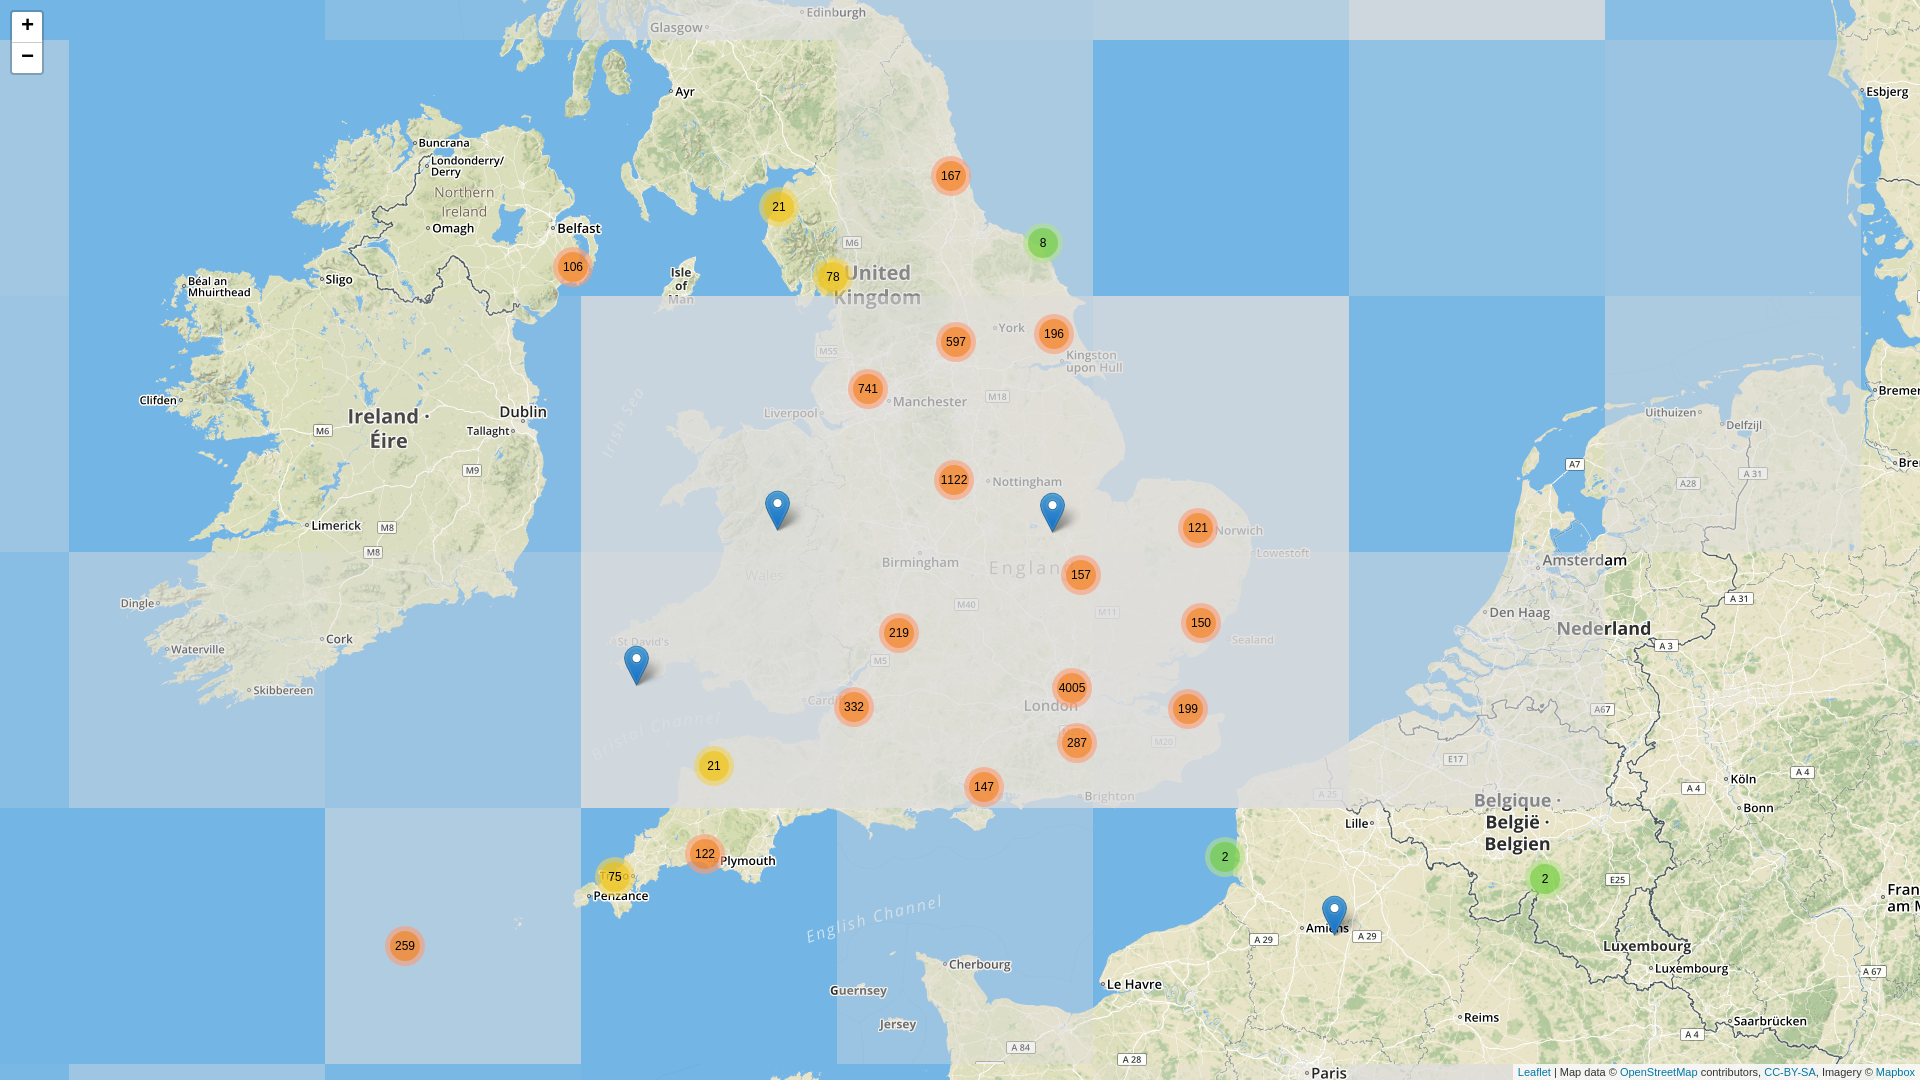 +
−
Edinburgh
Glasgow
Ayr
Esbjerg
Buncrana
Londonderry/
Derry
Northern
Ireland
Omagh
Belfast
167
21
8
M6
106
78
United
Kingdom
Isle
of
Man
Sligo
Béal an
Mhuirthead
York
196
597
M55
Kingston
upon Hull
741
Manchester
M18
Liverpool
Irish Sea
Clifden
Dublin
Ireland ·
Éire
M6
Tallaght
M9
Uithuizen
Delfzijl
A7
A 31
A28
1122
Nottingham
Limerick
M8
M8
121
Norwich
Lowestoft
Birmingham
Wales
England
157
Amsterdam
A 31
M40
M11
Dingle
Den Haag
150
219
Nederland
Cork
St David's
Sealand
A 3
Waterville
M5
Skibbereen
4005
332
London
199
A67
Bristol Channel
287
M20
E17
21
Köln
A 4
147
Brighton
A 25
A 4
Belgique ·
België ·
Belgien
Bonn
Lille
122
Plymouth
2
75
Penzance
2
E25
English Channel
Amiens
A 29
A 29
259
Luxembourg
Luxembourg
A 67
Cherbourg
Guernsey
Le Havre
Jersey
Reims
Saarbrücken
A 4
A 84
A 28
Paris
Leaflet | Map data © OpenStreetMap contributors, CC-BY-SA, Imagery © Mapbox